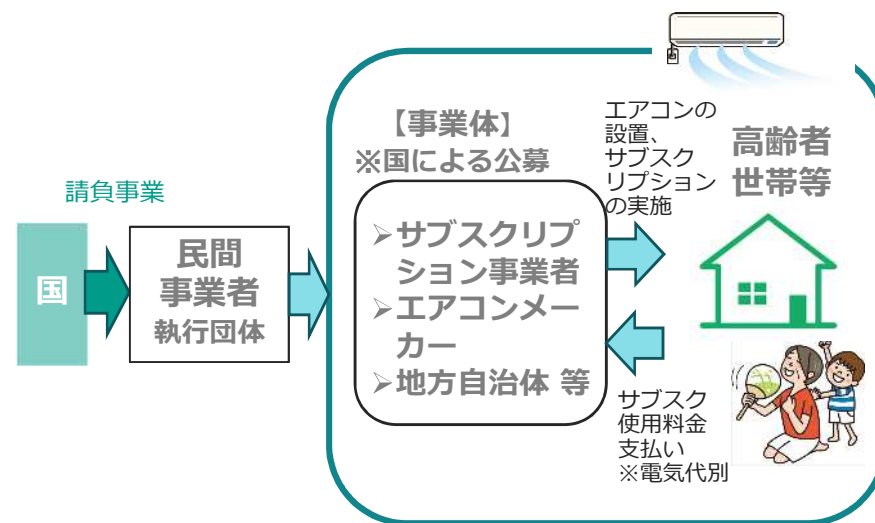 請負事業
国
民間
事業者
執行団体
【事業体】
※国による公募
➢サブスクリプ
ション事業者
➢エアコンメー
カー
➢地方自治体 等
エアコンの
設置、
サブスク
リプション
の実施
高齢者
世帯等
サブスク
使用料金
支払い
※電気代別